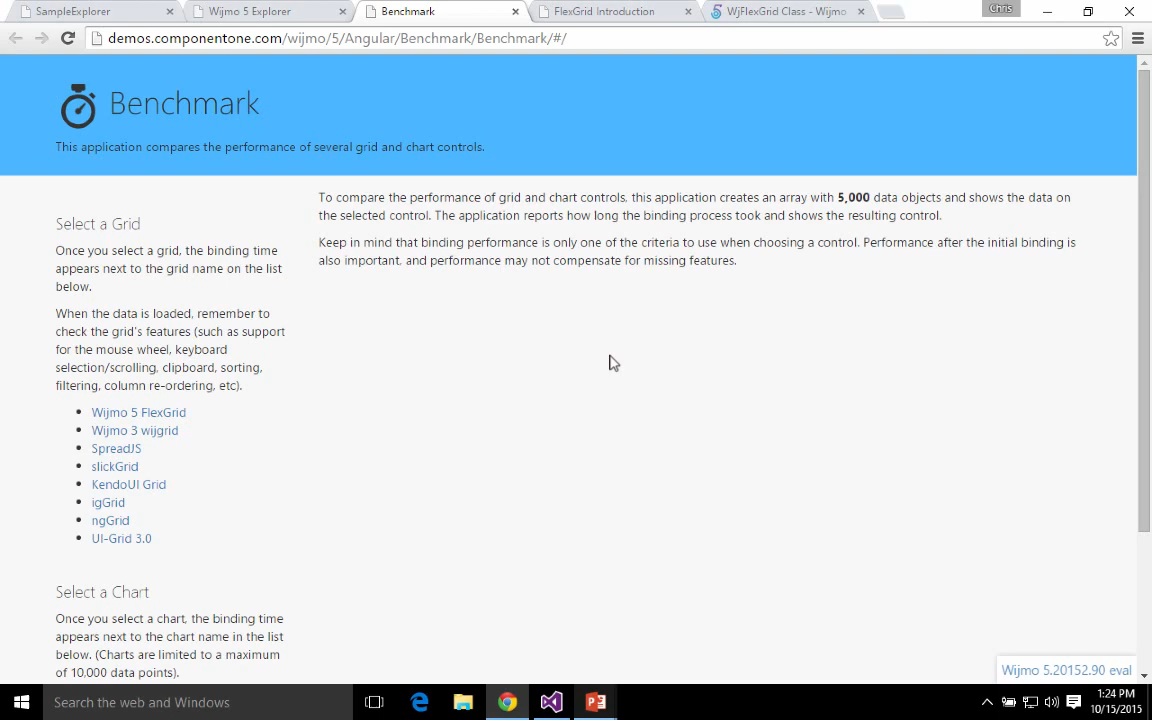 SampleExplorer
Wijmo 5 Explorer
Benchmark
FlexGrid Introduction
WjFlexGrid Class - Wijmo
Chris
demos.componentone.com/wijmo/5/Angular/Benchmark/Benchmark/#/
Benchmark
This application compares the performance of several grid and chart controls.
Select a Grid
Once you select a grid, the binding time
appears next to the grid name on the list
below.
When the data is loaded, remember to
check the grid's features (such as support
for the mouse wheel, keyboard
selection/scrolling, clipboard, sorting,
filtering, column re-ordering, etc).
Wijmo 5 FlexGrid
Wijmo 3 wijgrid
SpreadJS
slickGrid
KendoUI Grid
igGrid
ngGrid
UI-Grid 3.0
Select a Chart
Once you select a chart, the binding time
appears next to the chart name in the list
below. (Charts are limited to a maximum
of 10,000 data points).
To compare the performance of grid and chart controls, this application creates an array with 5,000 data objects and shows the data on
the selected control. The application reports how long the binding process took and shows the resulting control.
Keep in mind that binding performance is only one of the criteria to use when choosing a control. Performance after the initial binding is
also important, and performance may not compensate for missing features.
Wijmo 5.20152.90 eval
Search the web and Windows
1:24 PM
10/15/2015